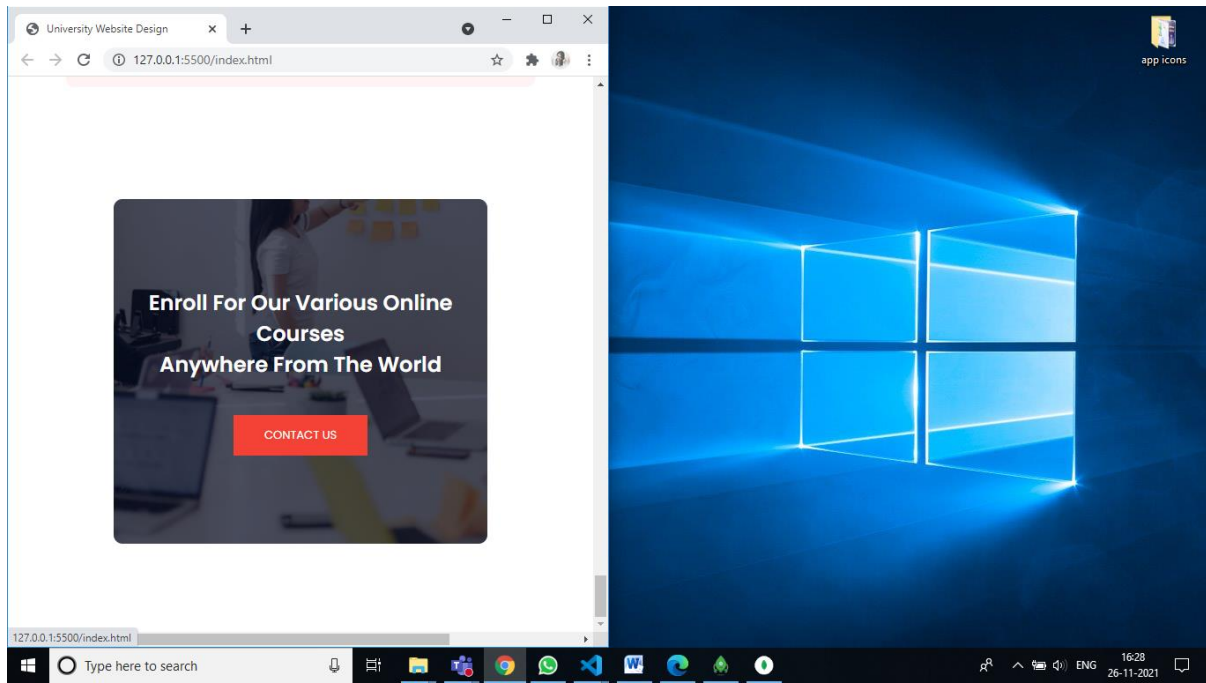 University Website Design
127.0.0.1:5500/index.html
app icons
Enroll For Our Various Online
Courses
Anywhere From The World
CONTACT US
127.0.0.1:5500/index.html
Type here to search
ENG
16:28
26-11-2021